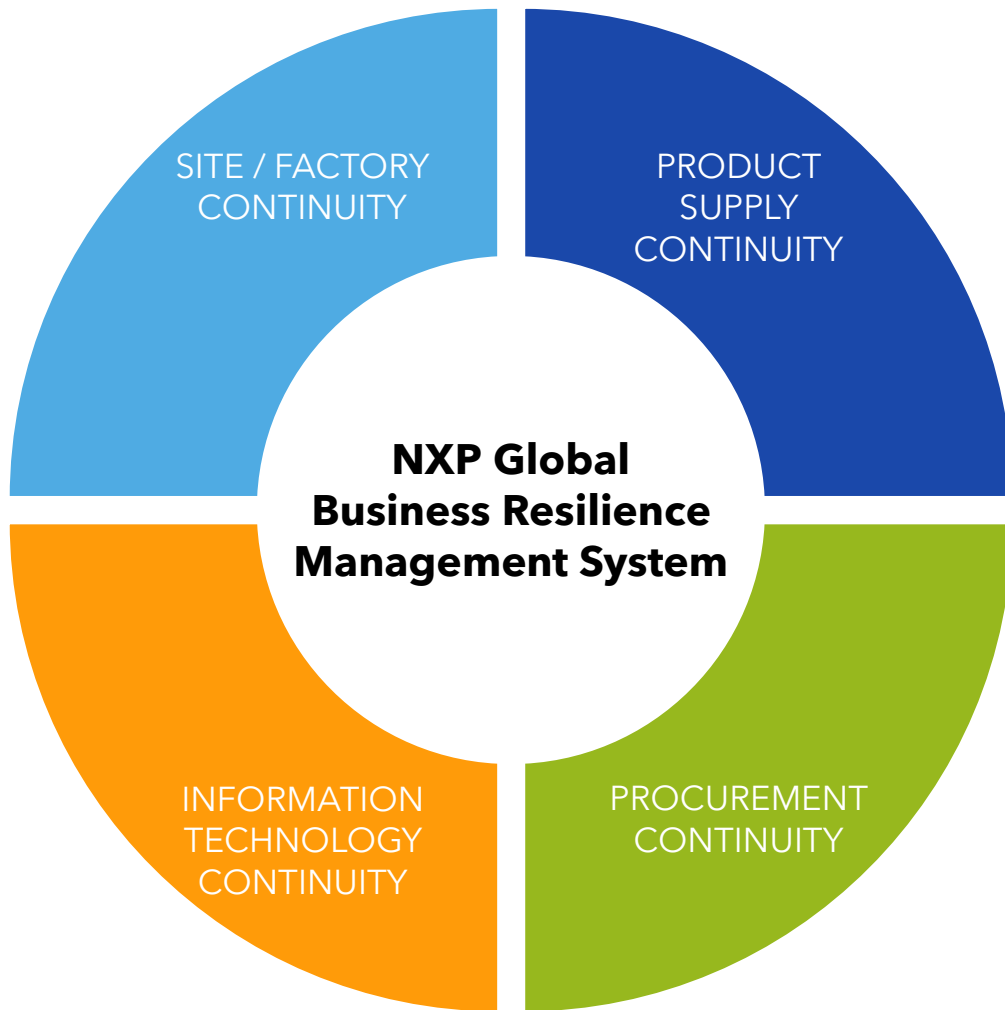 SITE / FACTORY
CONTINUITY
PRODUCT
SUPPLY
CONTINUITY
NXP Global
Business Resilience
Management System
INFORMATION
TECHNOLOGY
CONTINUITY
PROCUREMENT
CONTINUITY